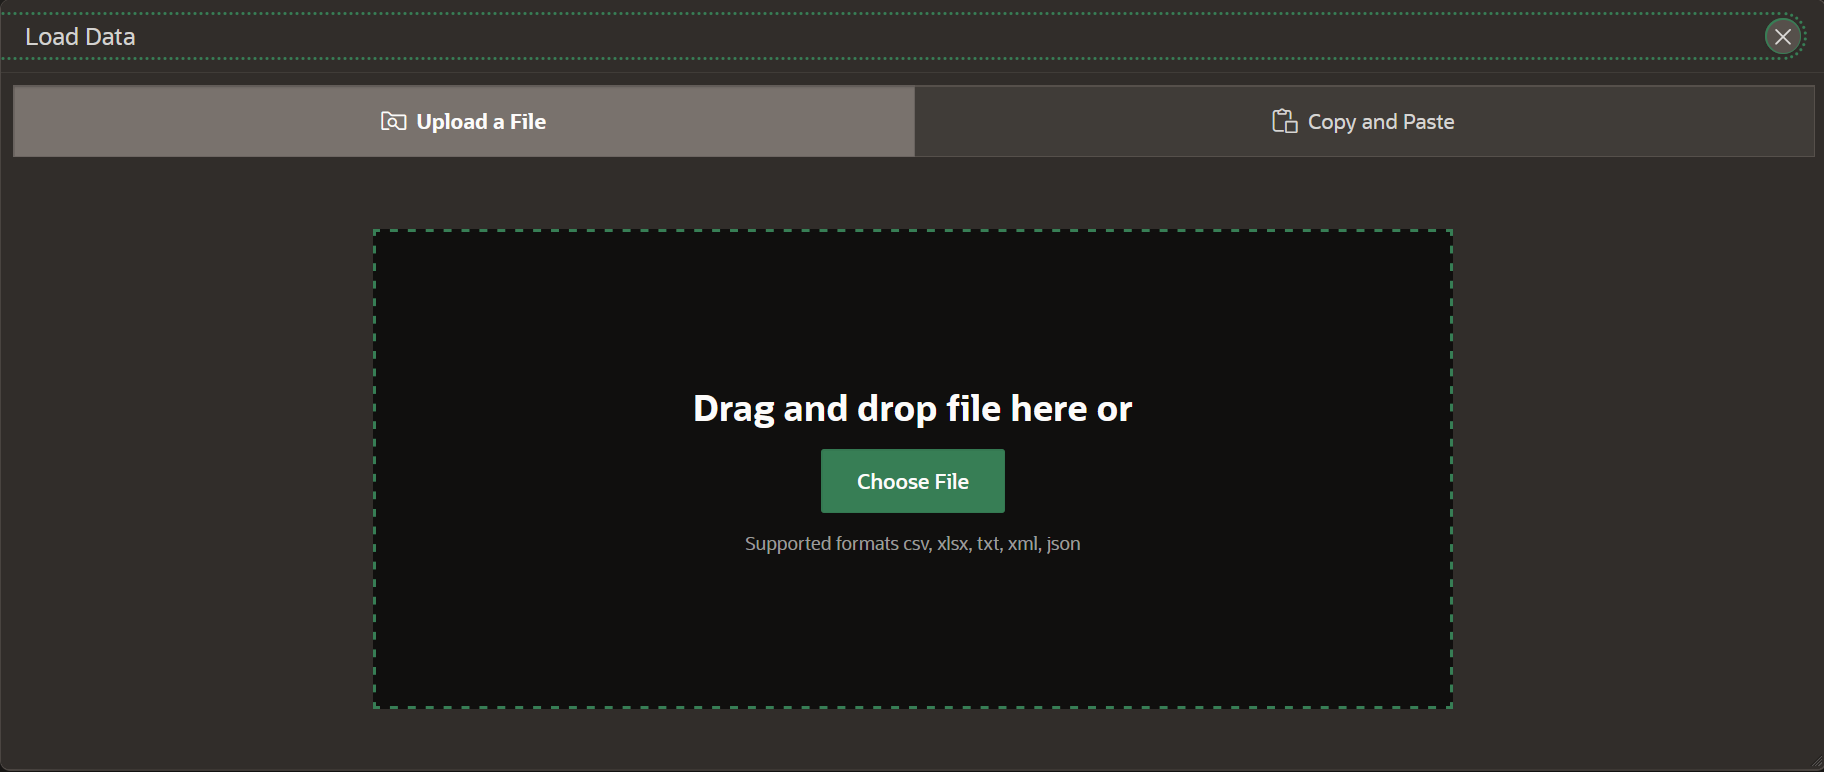 Load Data
Upload a File
Copy and Paste
Drag and drop file here or
Choose File
Supported formats csv, xlsx, txt, xml, json